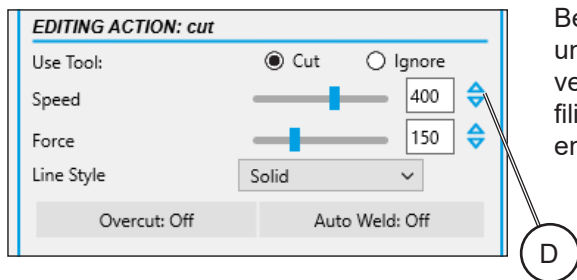 EDITING ACTION: cut
Use Tool: Cut Ignore
Speed 400
Force 150
Line Style Solid
Overcut: Off Auto Weld: Off
D